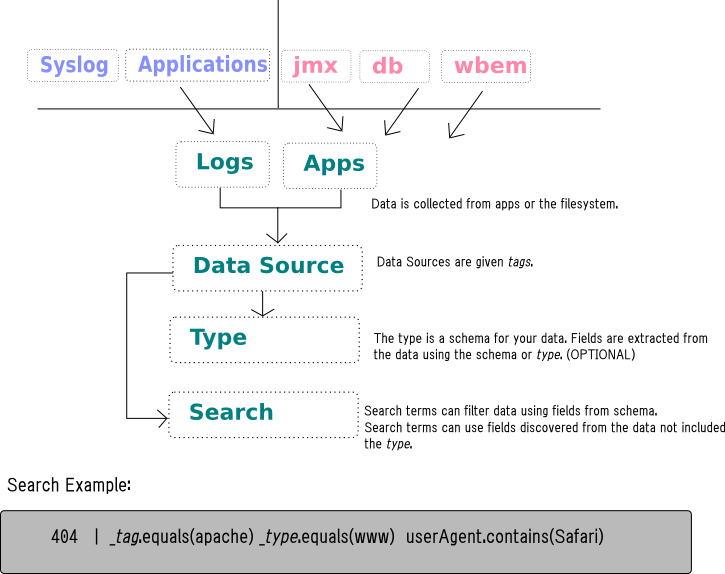 Syslog Applications jmx db wbem
Logs Apps
Data is collected from apps or the filesystem.
Data Source
Data Sources are given tags.
Type
The type is a schema for your data. Fields are extracted from
the data using the schema or type. (OPTIONAL)
Search
Search terms can filter data using fields from schema.
Search terms can use fields discovered from the data not included
the type.
Search Example:
404 | _tag.equals(apache) _type.equals(www) userAgent.contains(Safari)